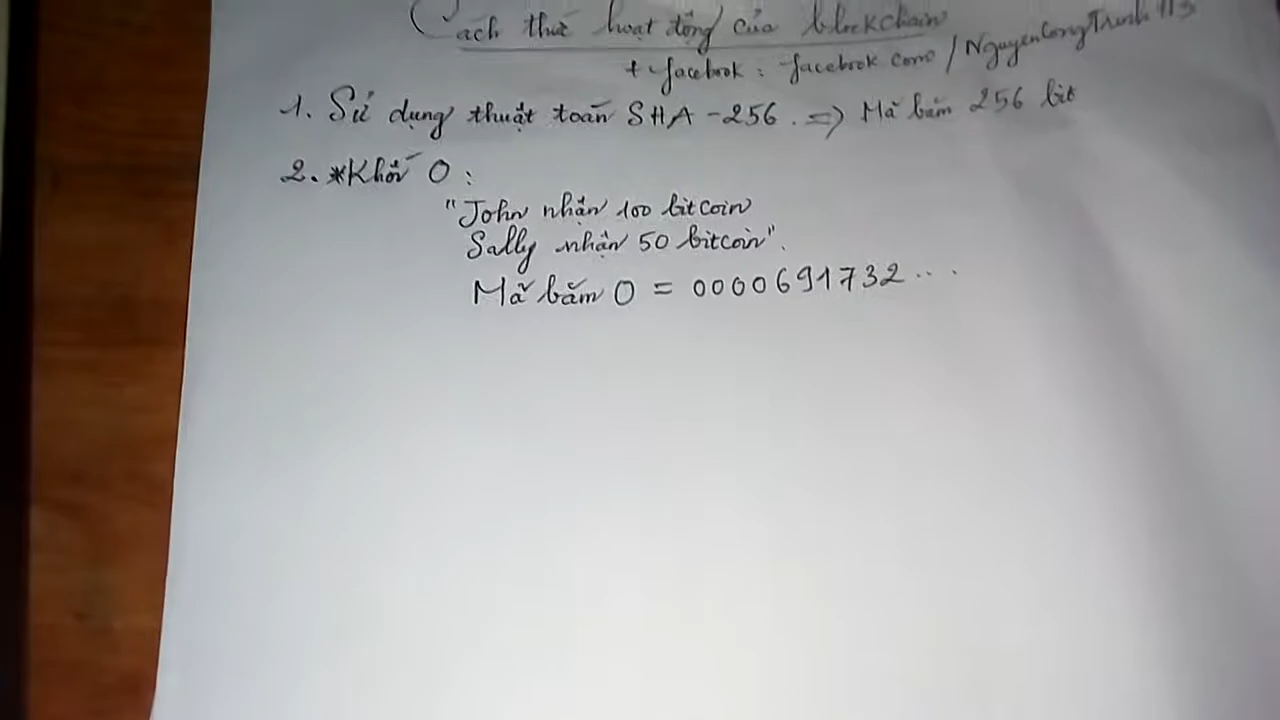 Cách thức hoạt động của blockchain
+ facebook: facebook.com/NguyenCongTrinh113
1. Sử dụng thuật toán SHA-256. => Mã băm 256 bit
2. *Khối 0:
"John nhận 100 bitcoin
Sally nhận 50 bitcoin".
Mã băm 0 = 0000691732...